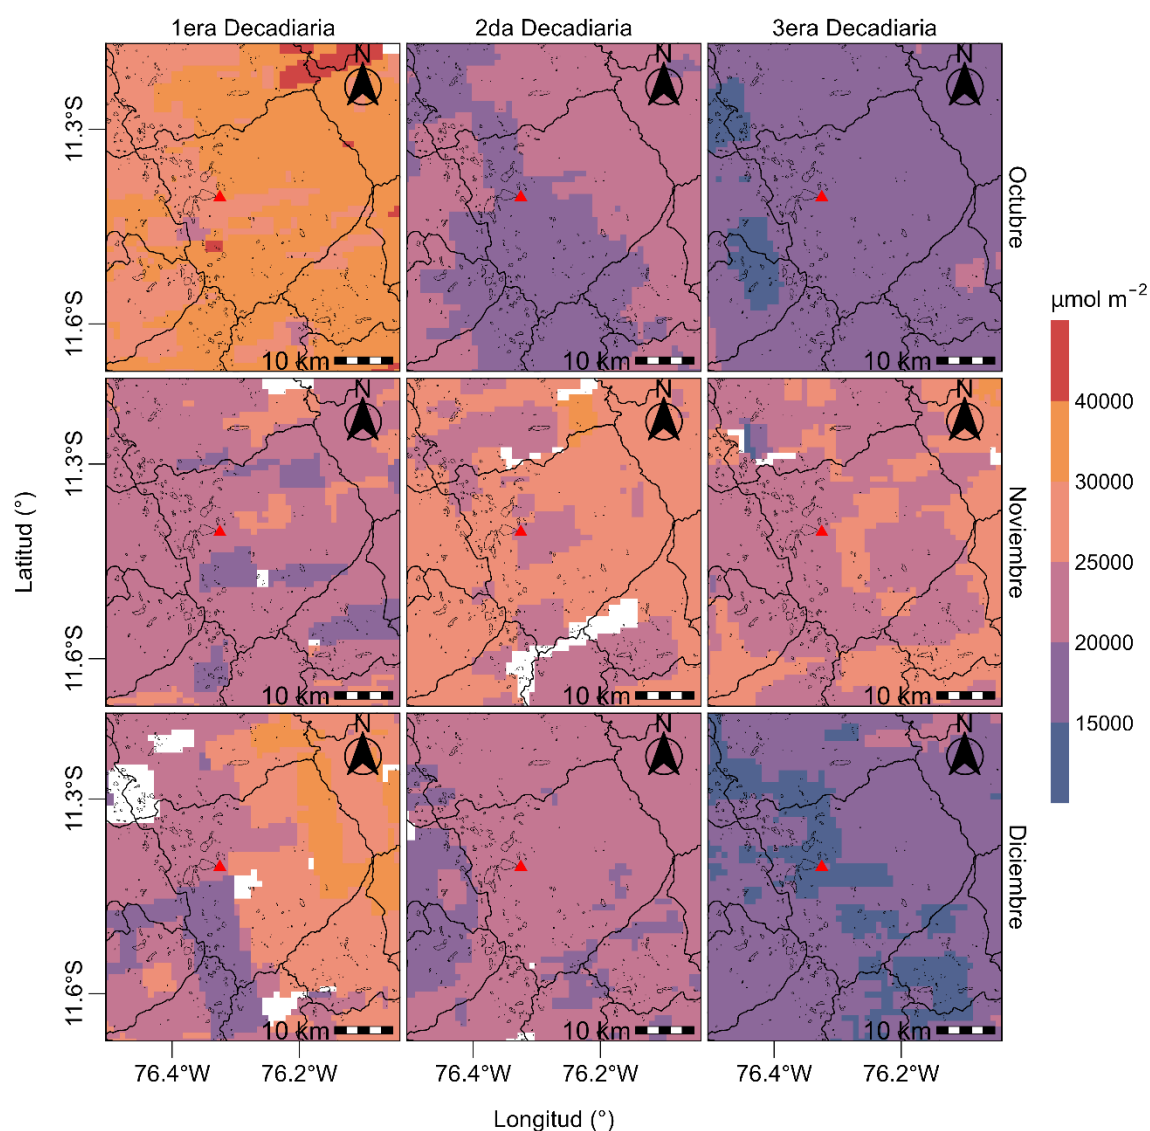 1era Decadiaria
2da Decadiaria
3era Decadiaria
N
N
N
11.3°S
11.6°S
10 km
10 km
10 km
Octubre
N
N
N
11.3°S
11.6°S
10 km
10 km
10 km
Noviembre
N
N
N
11.3°S
11.6°S
10 km
10 km
10 km
Diciembre
76.4°W
76.2°W
76.4°W
76.2°W
76.4°W
76.2°W
Latitud (°)
Longitud (°)
μmol m⁻²
40000
30000
25000
20000
15000